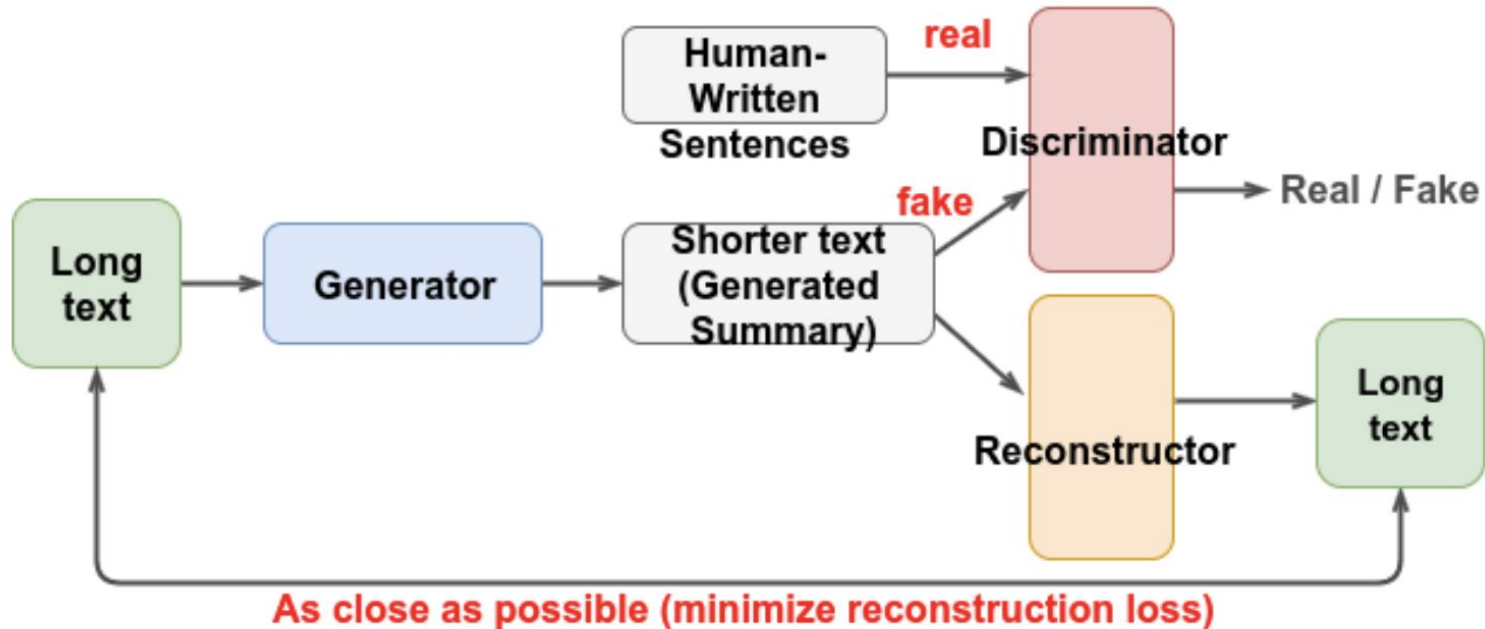 Human-
Written
Sentences
real
Discriminator
Real / Fake
fake
Long
text
Generator
Shorter text
(Generated
Summary)
Reconstructor
Long
text
As close as possible (minimize reconstruction loss)